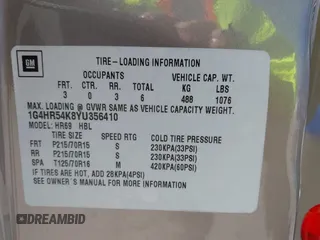 GM
TIRE-LOADING INFORMATION
OCCUPANTS VEHICLE CAP. WT.
FRT. CTR. RR. TOTAL KG LBS
3 0 3 6 488 1076
MAX. LOADING @ GVWR SAME AS VEHICLE CAPACITY WEIGHT.
1G4HR54K8YU356410
MODEL: HR69 HBL
TIRE-SIZE SPEED RTG COLD TIRE PRESSURE
FRT P215/70R15 S 230KPA(33PSI)
RR P215/70R15 S 230KPA(33PSI)
SPA T125/70R16 M 420KPA(60PSI)
IF TIRES ARE HOT, ADD 28KPA(4PSI)
SEE OWNER'S MANUAL FOR MORE INFORMATION
DREAMBID